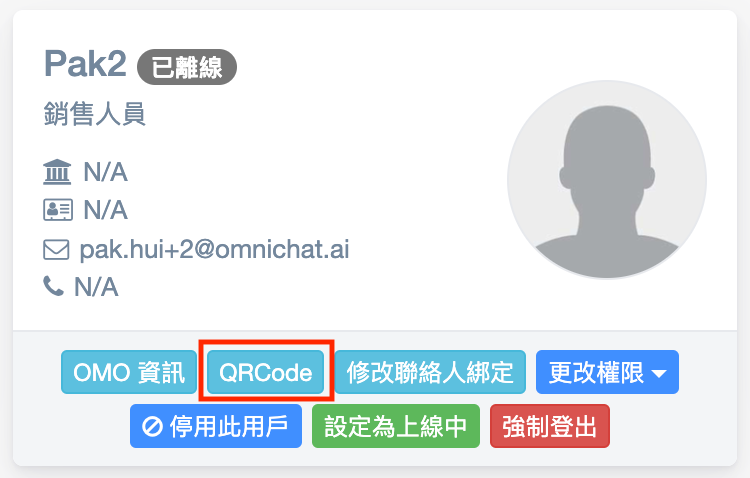 Pak2 已離線
銷售人員
N/A
N/A
pak.hui+2@omnichat.ai
N/A
OMO 資訊 QRCode 修改聯絡人綁定 更改權限
停用此用戶 設定為上線中 強制登出